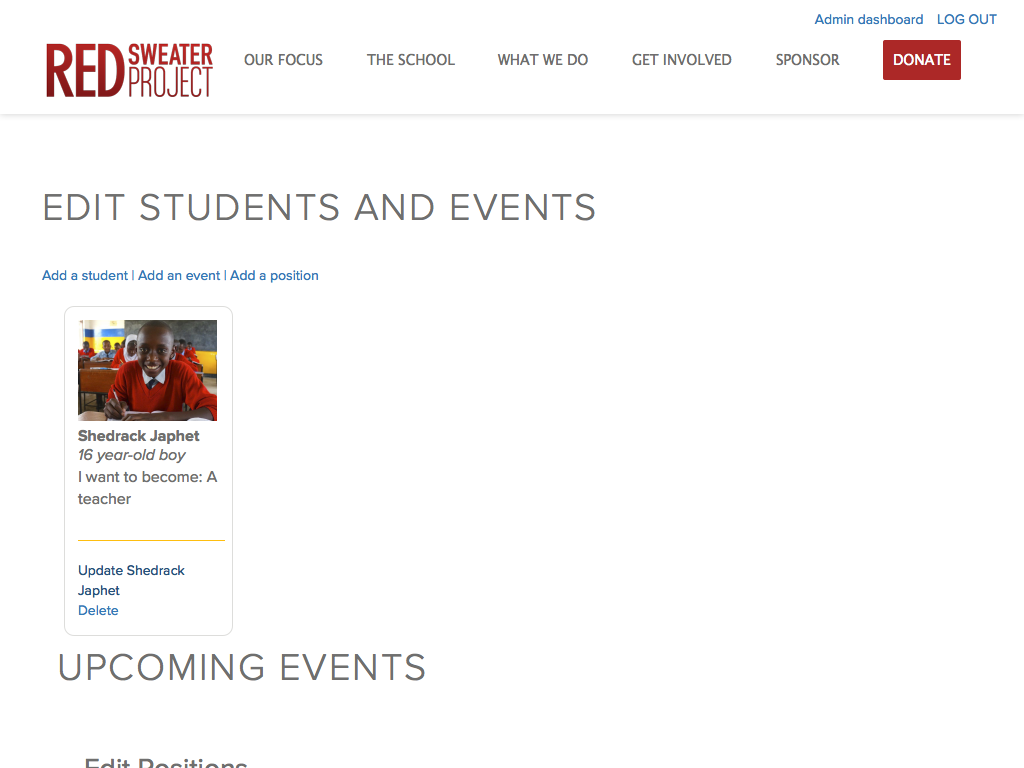 Admin dashboard LOG OUT
RED SWEATER PROJECT
OUR FOCUS THE SCHOOL WHAT WE DO GET INVOLVED SPONSOR DONATE
EDIT STUDENTS AND EVENTS
Add a student | Add an event | Add a position
Shedrack Japhet
16 year-old boy
I want to become: A
teacher
Update Shedrack
Japhet
Delete
UPCOMING EVENTS
Edit Positions